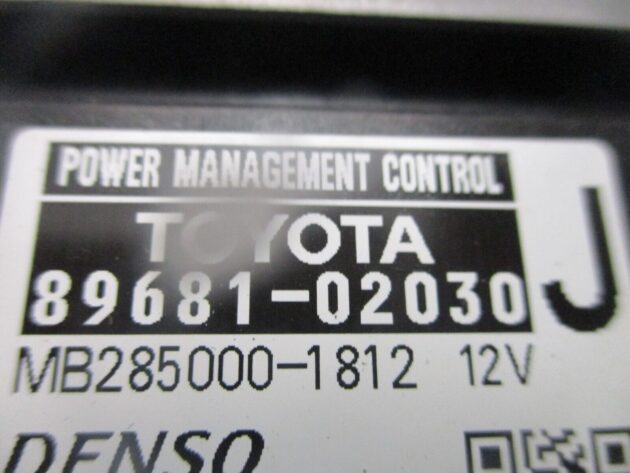 POWER MANAGEMENT CONTROL
TOYOTA
89681-02030
J
MB285000-1812 12V
DENSO